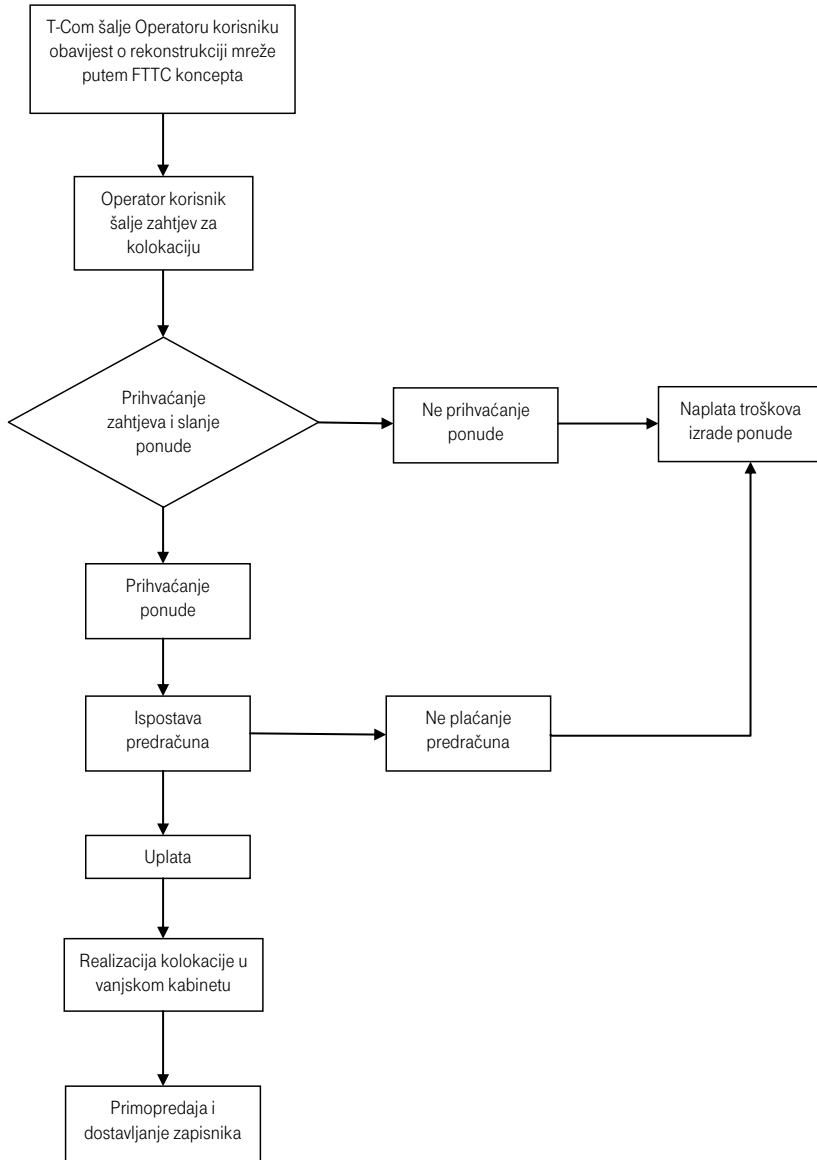 T-Com šalje Operatoru korisniku
obavijest o rekonstrukciji mreže
putem FTTC koncepta
Operator korisnik
šalje zahtjev za
kolokaciju
Prihvaćanje
zahtjeva i slanje
ponude
Ne prihvaćanje
ponude
Naplata troškova
izrade ponude
Prihvaćanje
ponude
Ispostava
predračuna
Ne plaćanje
predračuna
Uplata
Realizacija kolokacije u
vanjskom kabinetu
Primopredaja i
dostavljanje zapisnika